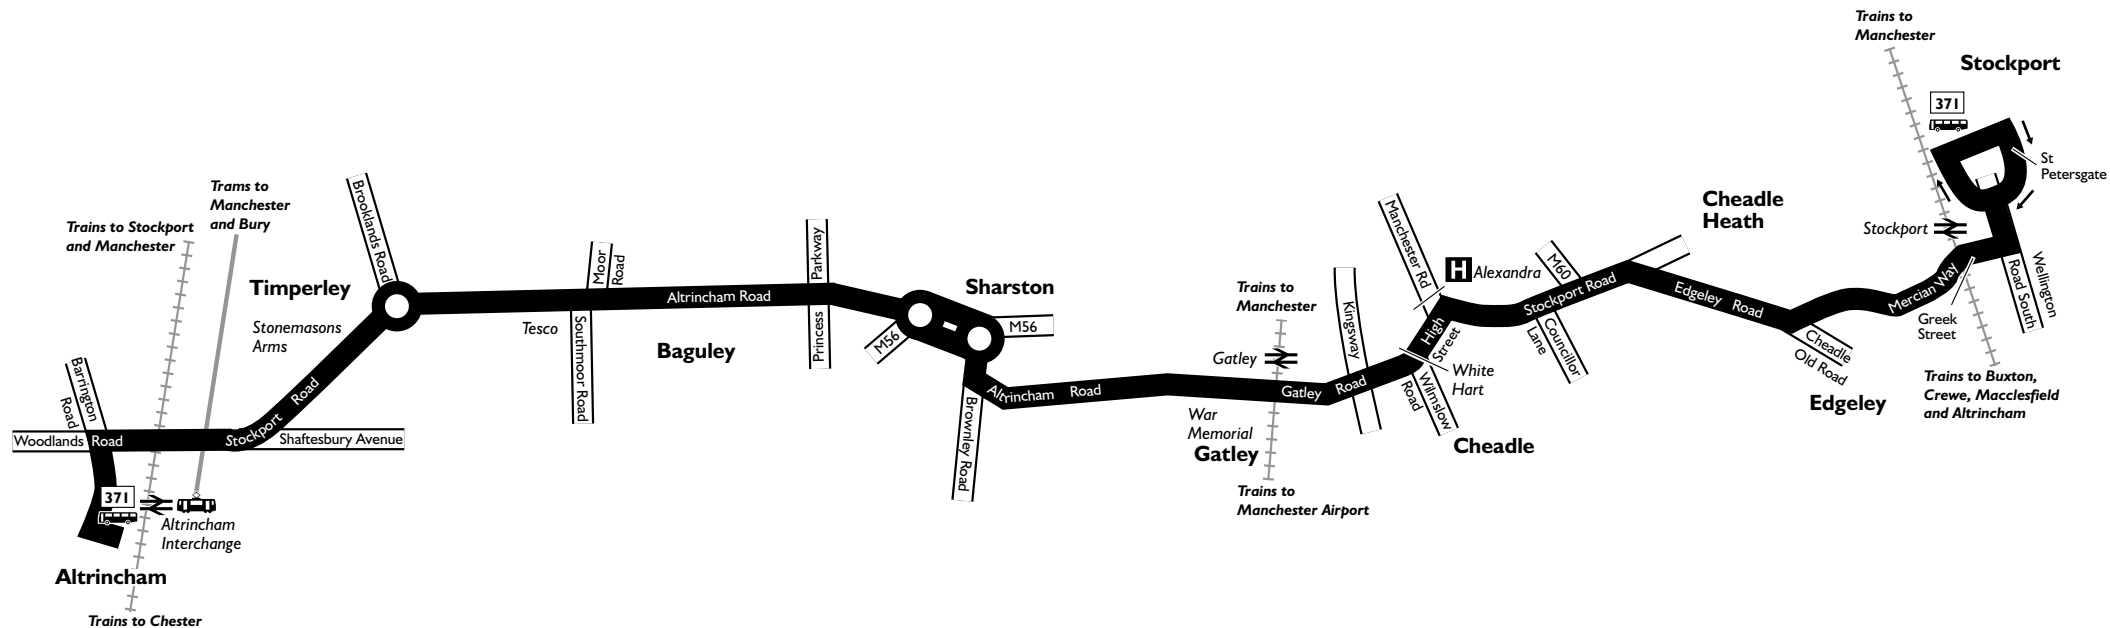 Trains to
Manchester
Stockport
371
St
Petersgate
Stockport
Wellington
Road South
Mercian Way
Greek
Street
Trains to Buxton,
Crewe, Macclesfield
and Altrincham
Cheadle
Heath
Edgeley Road
Cheadle
Old Road
Edgeley
Manchester Rd
H Alexandra
M60
Stockport Road
Councillor
Lane
High
Street
White
Hart
Wilmslow
Road
Cheadle
Kingsway
Trains to
Manchester
Gatley
Gatley Road
War
Memorial
Gatley
Trains to
Manchester Airport
Sharston
M56
M56
Altrincham Road
Brownley Road
Princess Parkway
Altrincham Road
Moor
Road
Southmoor Road
Tesco
Baguley
Brooklands Road
Timperley
Stonemasons
Arms
Trams to
Manchester
and Bury
Trains to Stockport
and Manchester
Stockport Road
Shaftesbury Avenue
Barrington
Road
Woodlands Road
371
Altrincham
Interchange
Altrincham
Trains to Chester